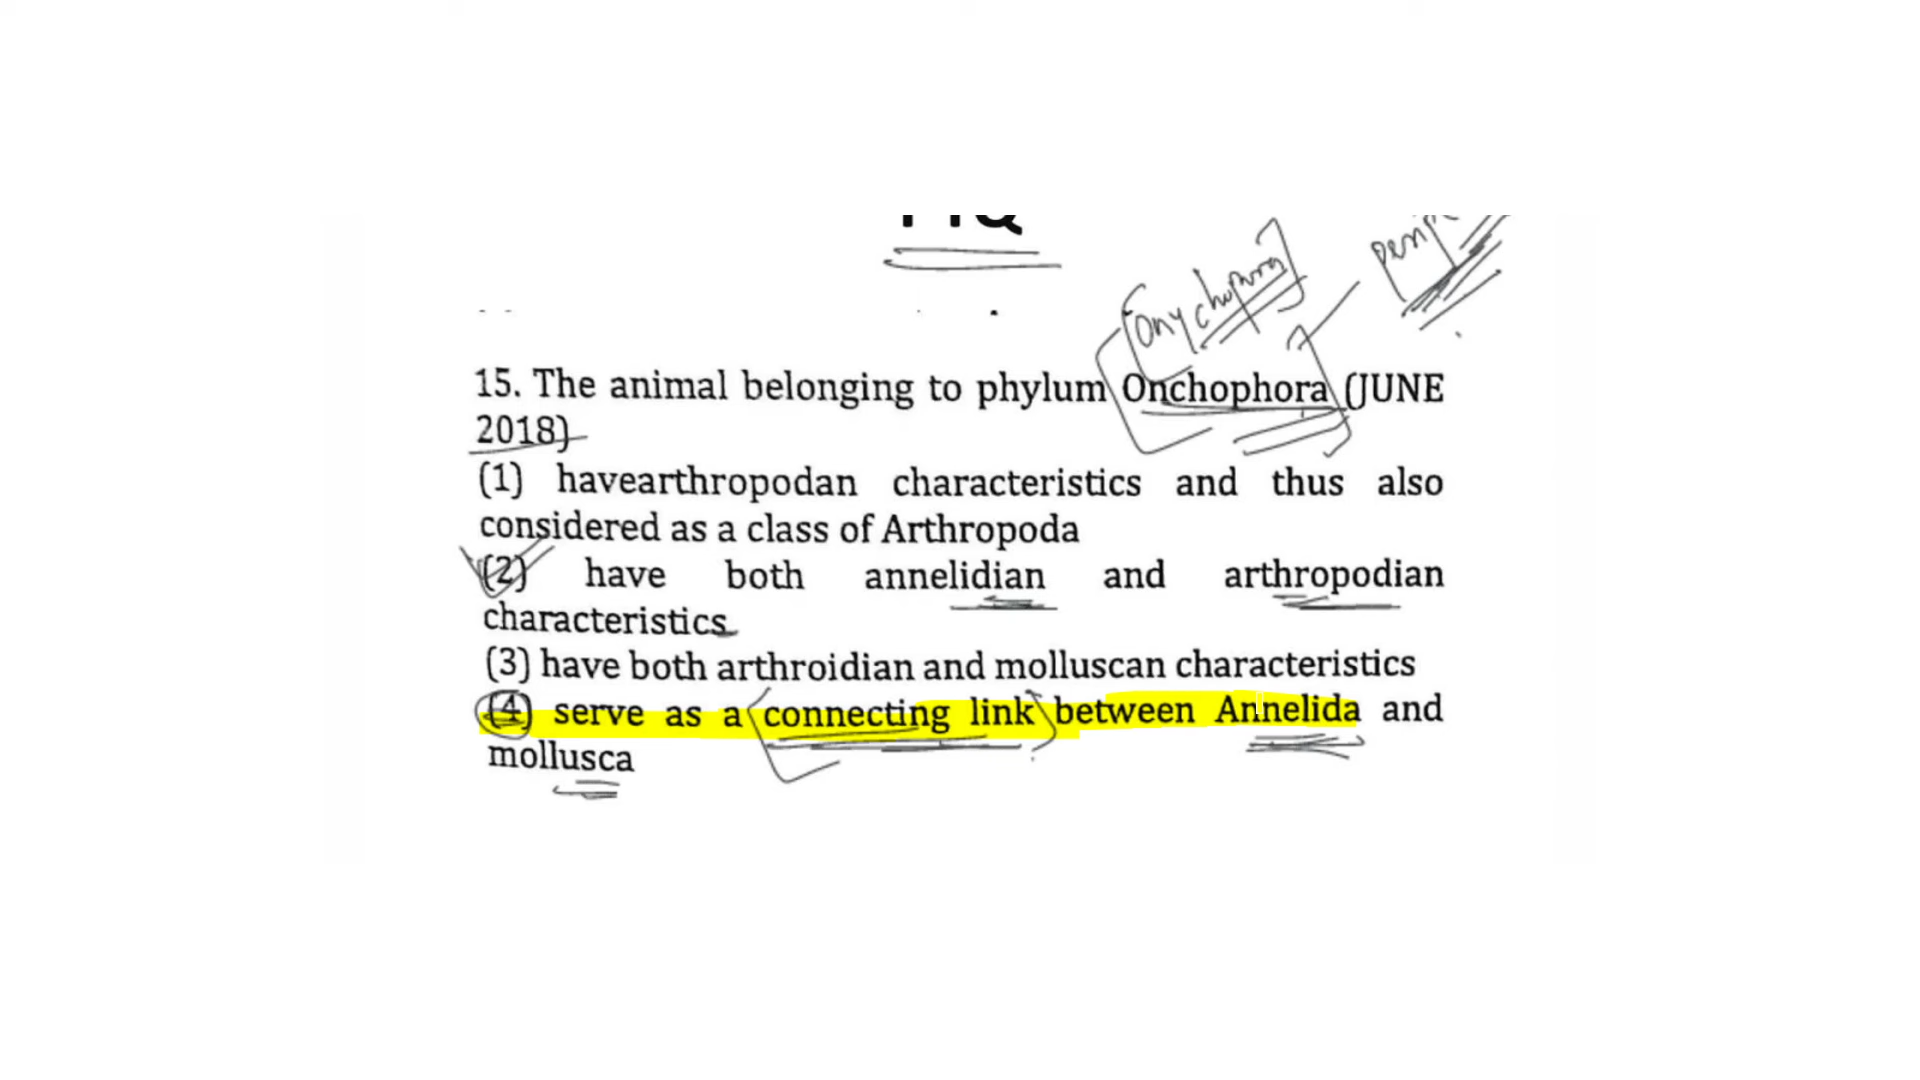 [Onychophora]
15. The animal belonging to phylum Onchophora (JUNE
2018)
(1) havearthropodan characteristics and thus also
considered as a class of Arthropoda
(2) have both annelidian and arthropodian
characteristics
(3) have both arthroidian and molluscan characteristics
(4) serve as a connecting link between Annelida and
mollusca